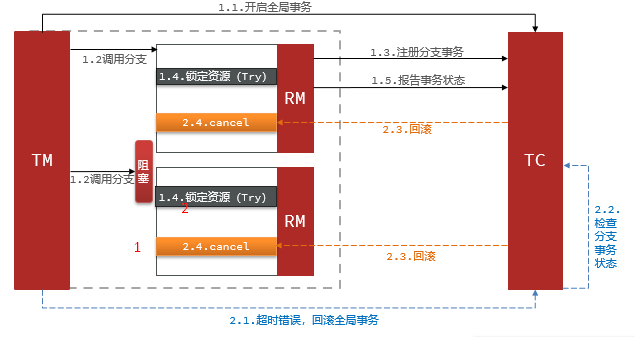 1.1.开启全局事务
1.2调用分支
1.3.注册分支事务
1.4.锁定资源（Try）
1.5.报告事务状态
RM
2.4.cancel
2.3.回滚
TM
TC
阻塞
1.2调用分支
1.4.锁定资源（Try）
2
RM
1
2.4.cancel
2.3.回滚
2.2.
检查
分支
事务
状态
2.1.超时错误，回滚全局事务